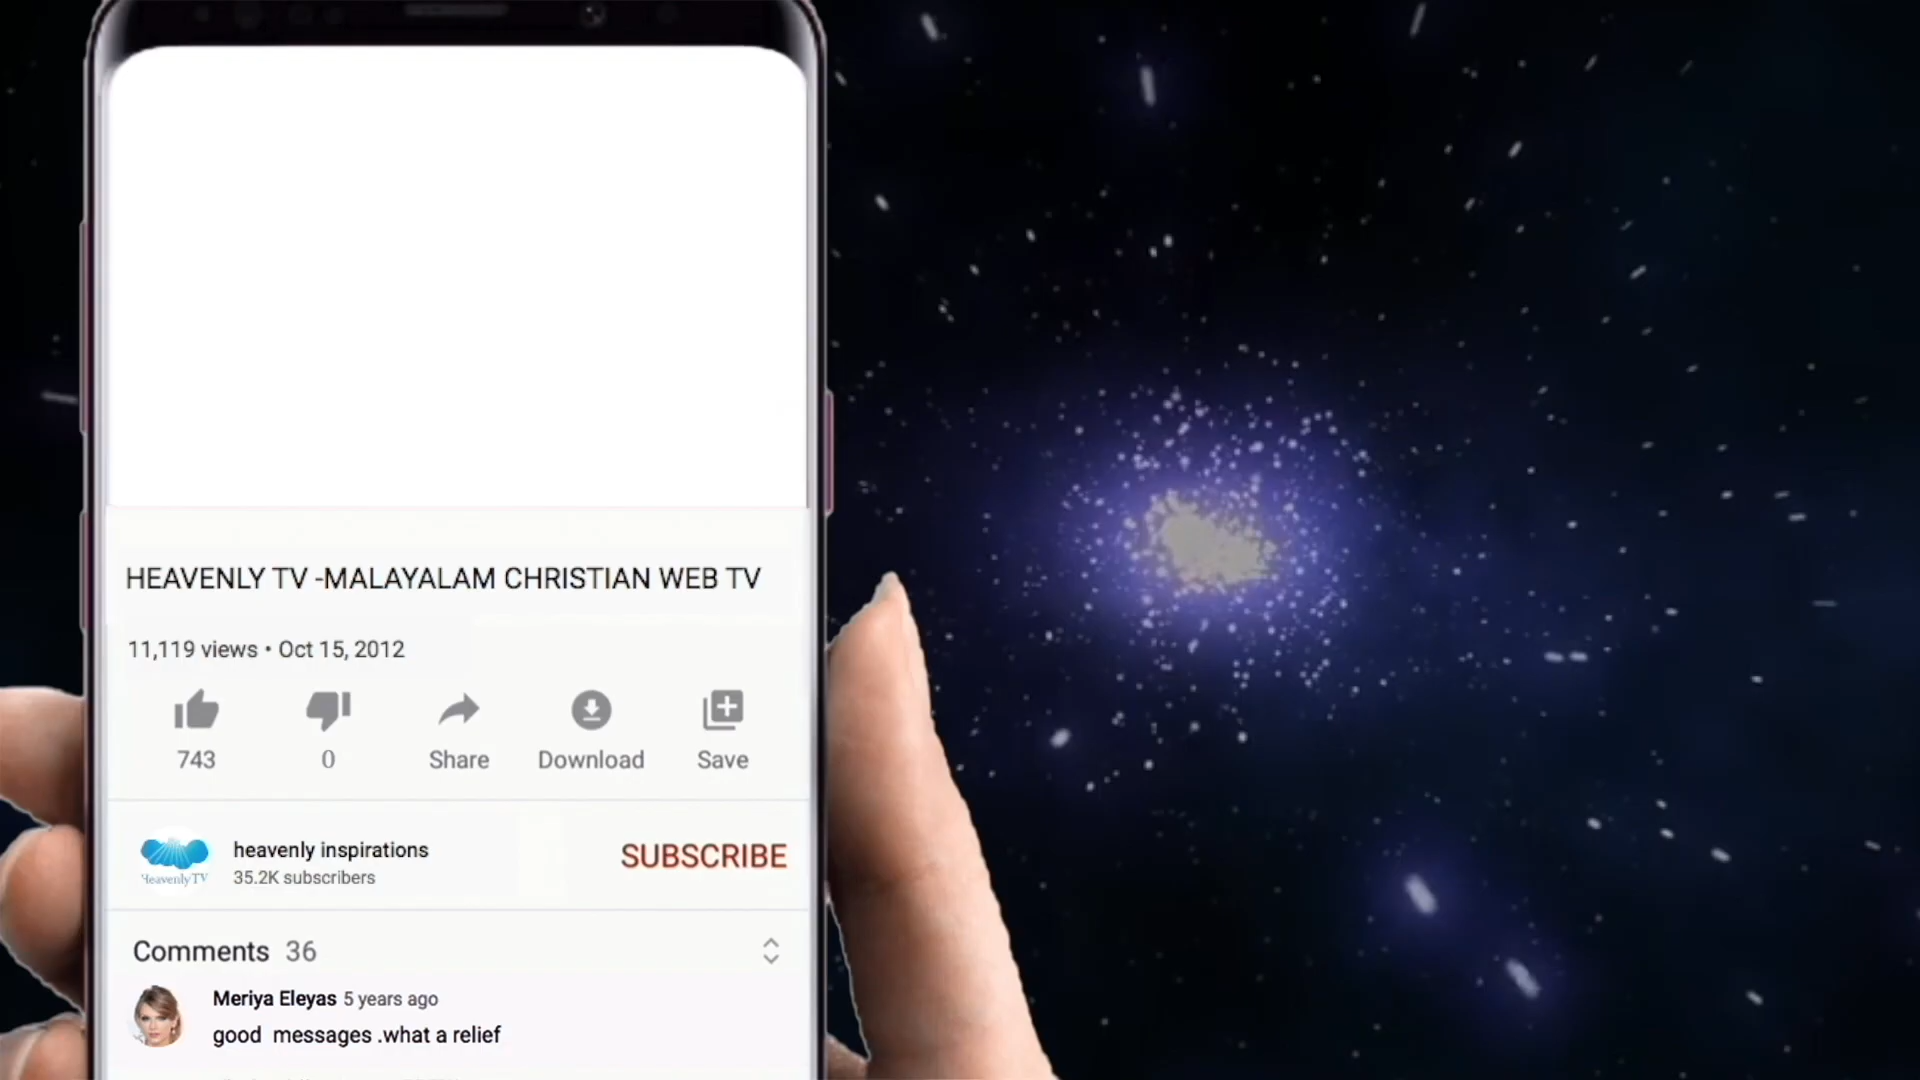 HEAVENLY TV -MALAYALAM CHRISTIAN WEB TV
11,119 views • Oct 15, 2012
743
0
Share
Download
Save
HeavenlyTV
heavenly inspirations
35.2K subscribers
SUBSCRIBE
Comments 36
Meriya Eleyas 5 years ago
good messages .what a relief